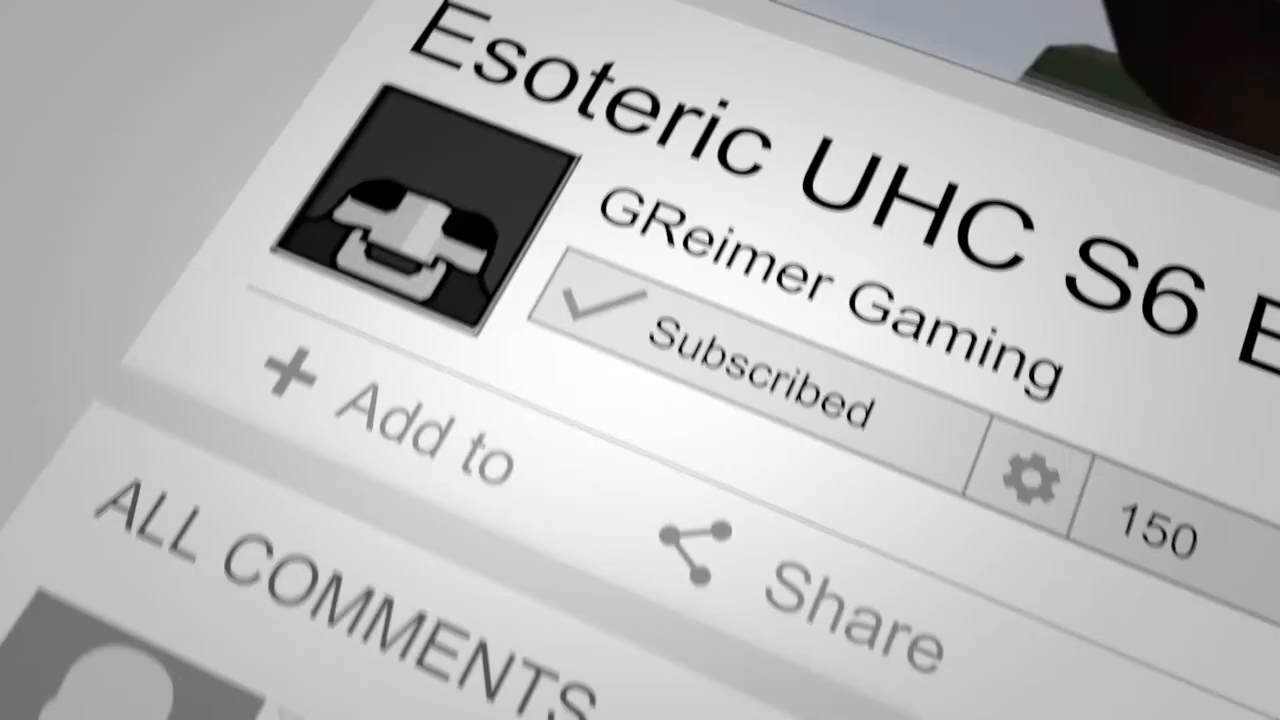 Esoteric UHC S6 E
GReimer Gaming
Subscribed
150
Add to
Share
ALL COMMENTS